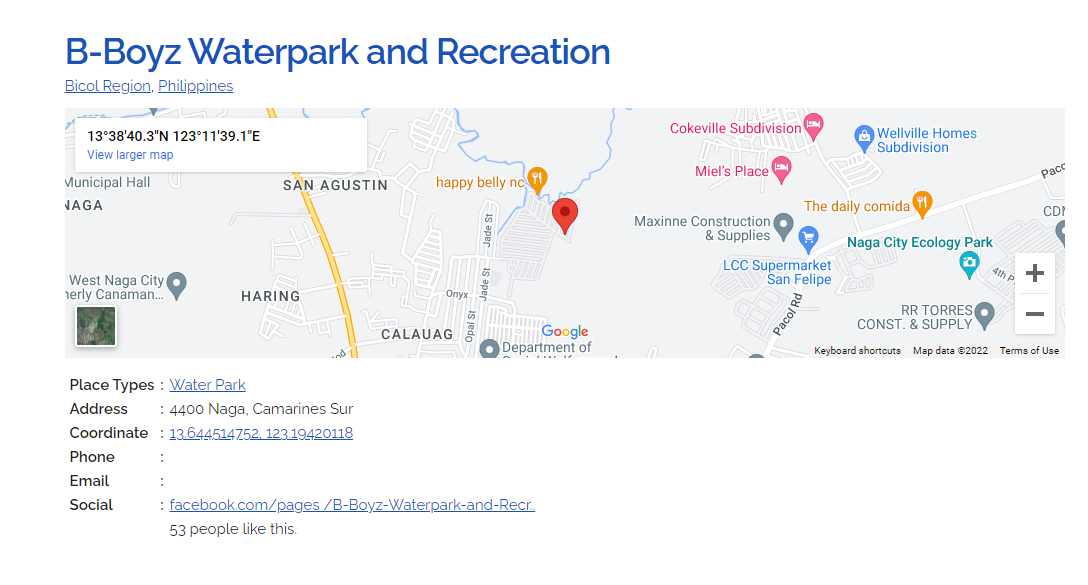 B-Boyz Waterpark and Recreation
Bicol Region, Philippines
13°38'40.3"N 123°11'39.1"E
View larger map
Municipal Hall
NAGA
SAN AGUSTIN
happy belly nc
Cokeville Subdivision
Wellville Homes
Subdivision
Miel's Place
The daily comida
Maxinne Construction
& Supplies
Naga City Ecology Park
LCC Supermarket
San Felipe
West Naga City
nerly Canaman...
HARING
CALAUAG
Jade St
Jade St
Onyx
Opal St
Pacol Rd
4th P
RR TORRES
CONST. & SUPPLY
Google
Department of
Keyboard shortcuts Map data ©2022 Terms of Use
Place Types : Water Park
Address : 4400 Naga, Camarines Sur
Coordinate : 13.644514752, 123.19420118
Phone :
Email :
Social : facebook.com/pages /B-Boyz-Waterpark-and-Recr..
53 people like this.